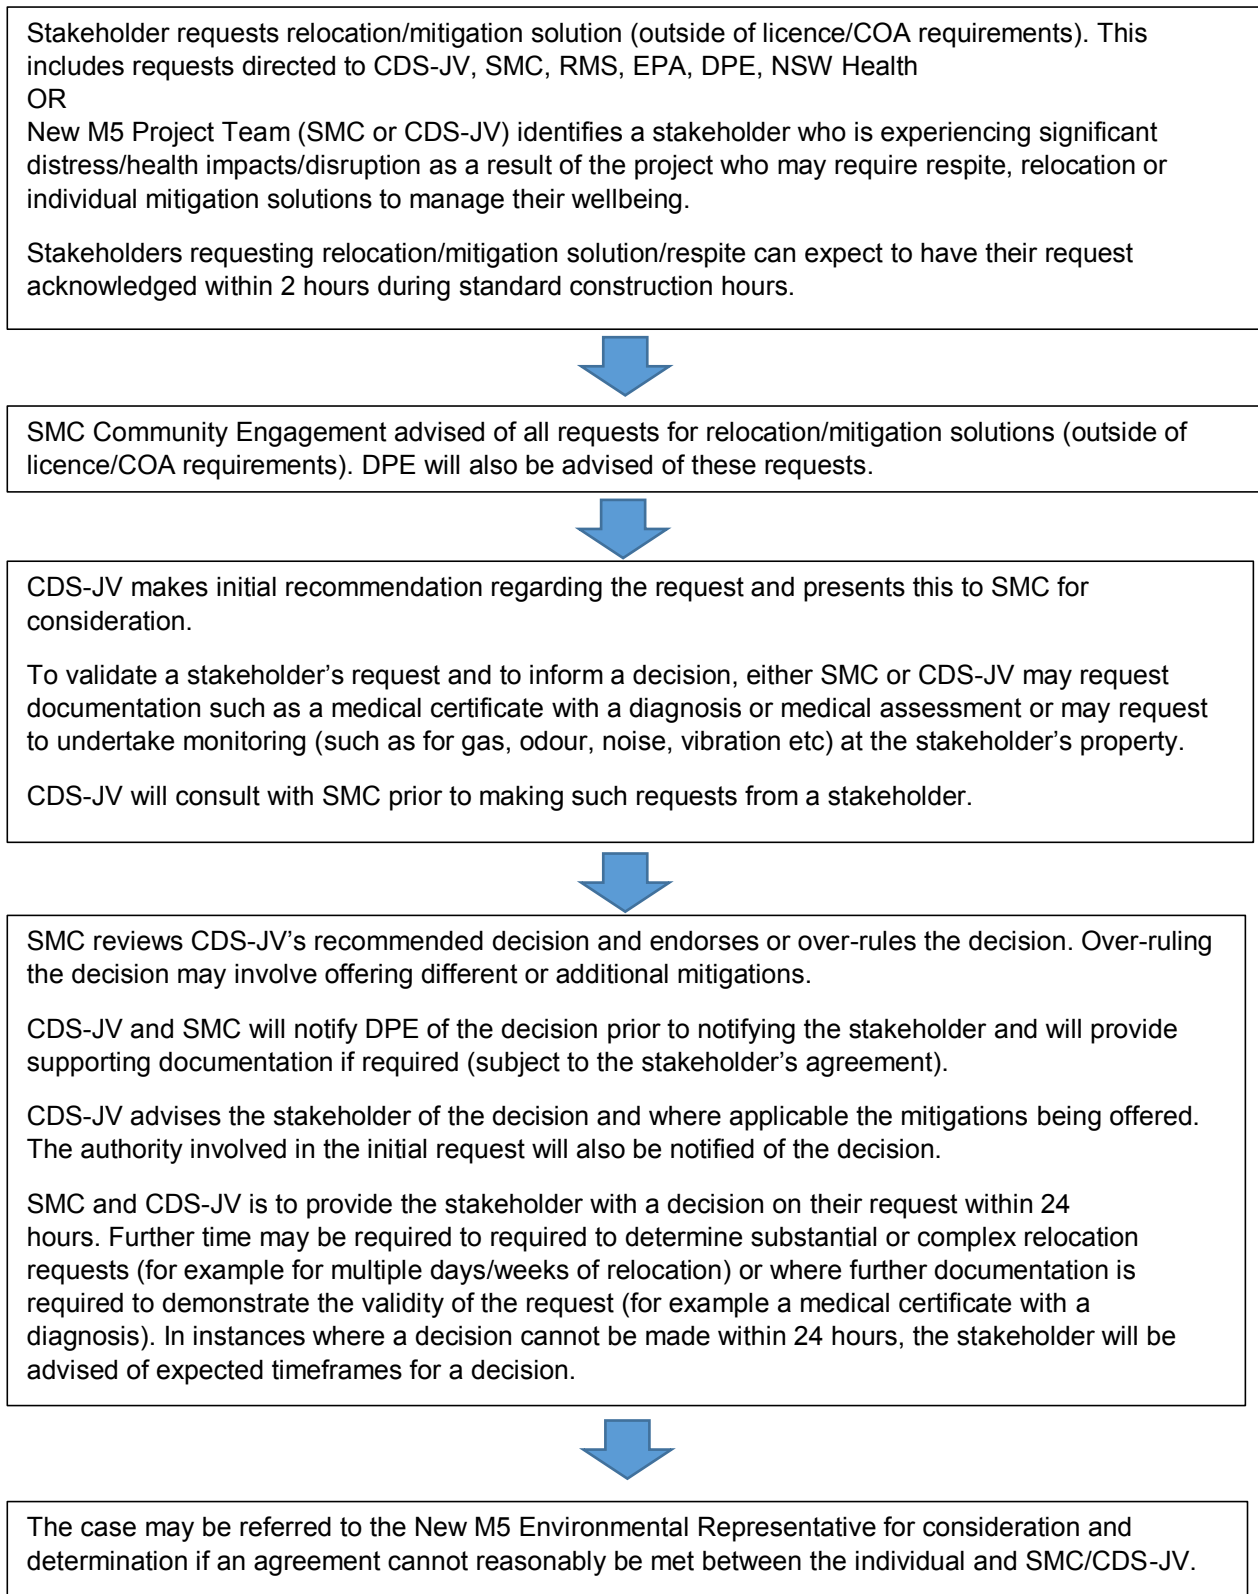 Stakeholder requests relocation/mitigation solution (outside of licence/COA requirements). This
includes requests directed to CDS-JV, SMC, RMS, EPA, DPE, NSW Health
OR
New M5 Project Team (SMC or CDS-JV) identifies a stakeholder who is experiencing significant
distress/health impacts/disruption as a result of the project who may require respite, relocation or
individual mitigation solutions to manage their wellbeing.
Stakeholders requesting relocation/mitigation solution/respite can expect to have their request
acknowledged within 2 hours during standard construction hours.
SMC Community Engagement advised of all requests for relocation/mitigation solutions (outside of
licence/COA requirements). DPE will also be advised of these requests.
CDS-JV makes initial recommendation regarding the request and presents this to SMC for
consideration.
To validate a stakeholder's request and to inform a decision, either SMC or CDS-JV may request
documentation such as a medical certificate with a diagnosis or medical assessment or may request
to undertake monitoring (such as for gas, odour, noise, vibration etc) at the stakeholder's property.
CDS-JV will consult with SMC prior to making such requests from a stakeholder.
SMC reviews CDS-JV's recommended decision and endorses or over-rules the decision. Over-ruling
the decision may involve offering different or additional mitigations.
CDS-JV and SMC will notify DPE of the decision prior to notifying the stakeholder and will provide
supporting documentation if required (subject to the stakeholder's agreement).
CDS-JV advises the stakeholder of the decision and where applicable the mitigations being offered.
The authority involved in the initial request will also be notified of the decision.
SMC and CDS-JV is to provide the stakeholder with a decision on their request within 24
hours. Further time may be required to required to determine substantial or complex relocation
requests (for example for multiple days/weeks of relocation) or where further documentation is
required to demonstrate the validity of the request (for example a medical certificate with a
diagnosis). In instances where a decision cannot be made within 24 hours, the stakeholder will be
advised of expected timeframes for a decision.
The case may be referred to the New M5 Environmental Representative for consideration and
determination if an agreement cannot reasonably be met between the individual and SMC/CDS-JV.